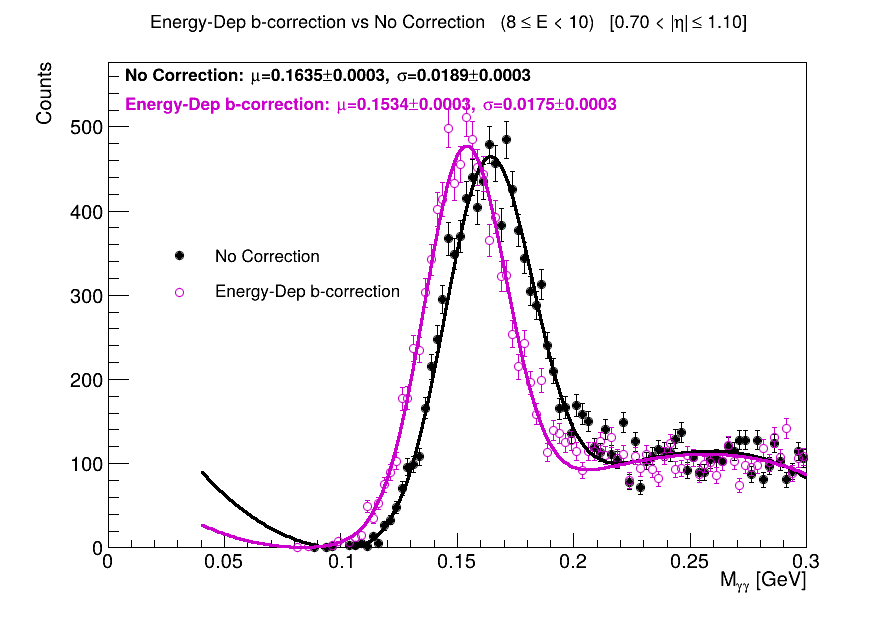 Energy-Dep b-correction vs No Correction (8 ≤ E < 10) [0.70 < |η| ≤ 1.10]
Counts
No Correction: μ=0.1635±0.0003, σ=0.0189±0.0003
Energy-Dep b-correction: μ=0.1534±0.0003, σ=0.0175±0.0003
500
400
No Correction
300
Energy-Dep b-correction
200
100
0
0 0.05 0.1 0.15 0.2 0.25 0.3
Mγγ [GeV]